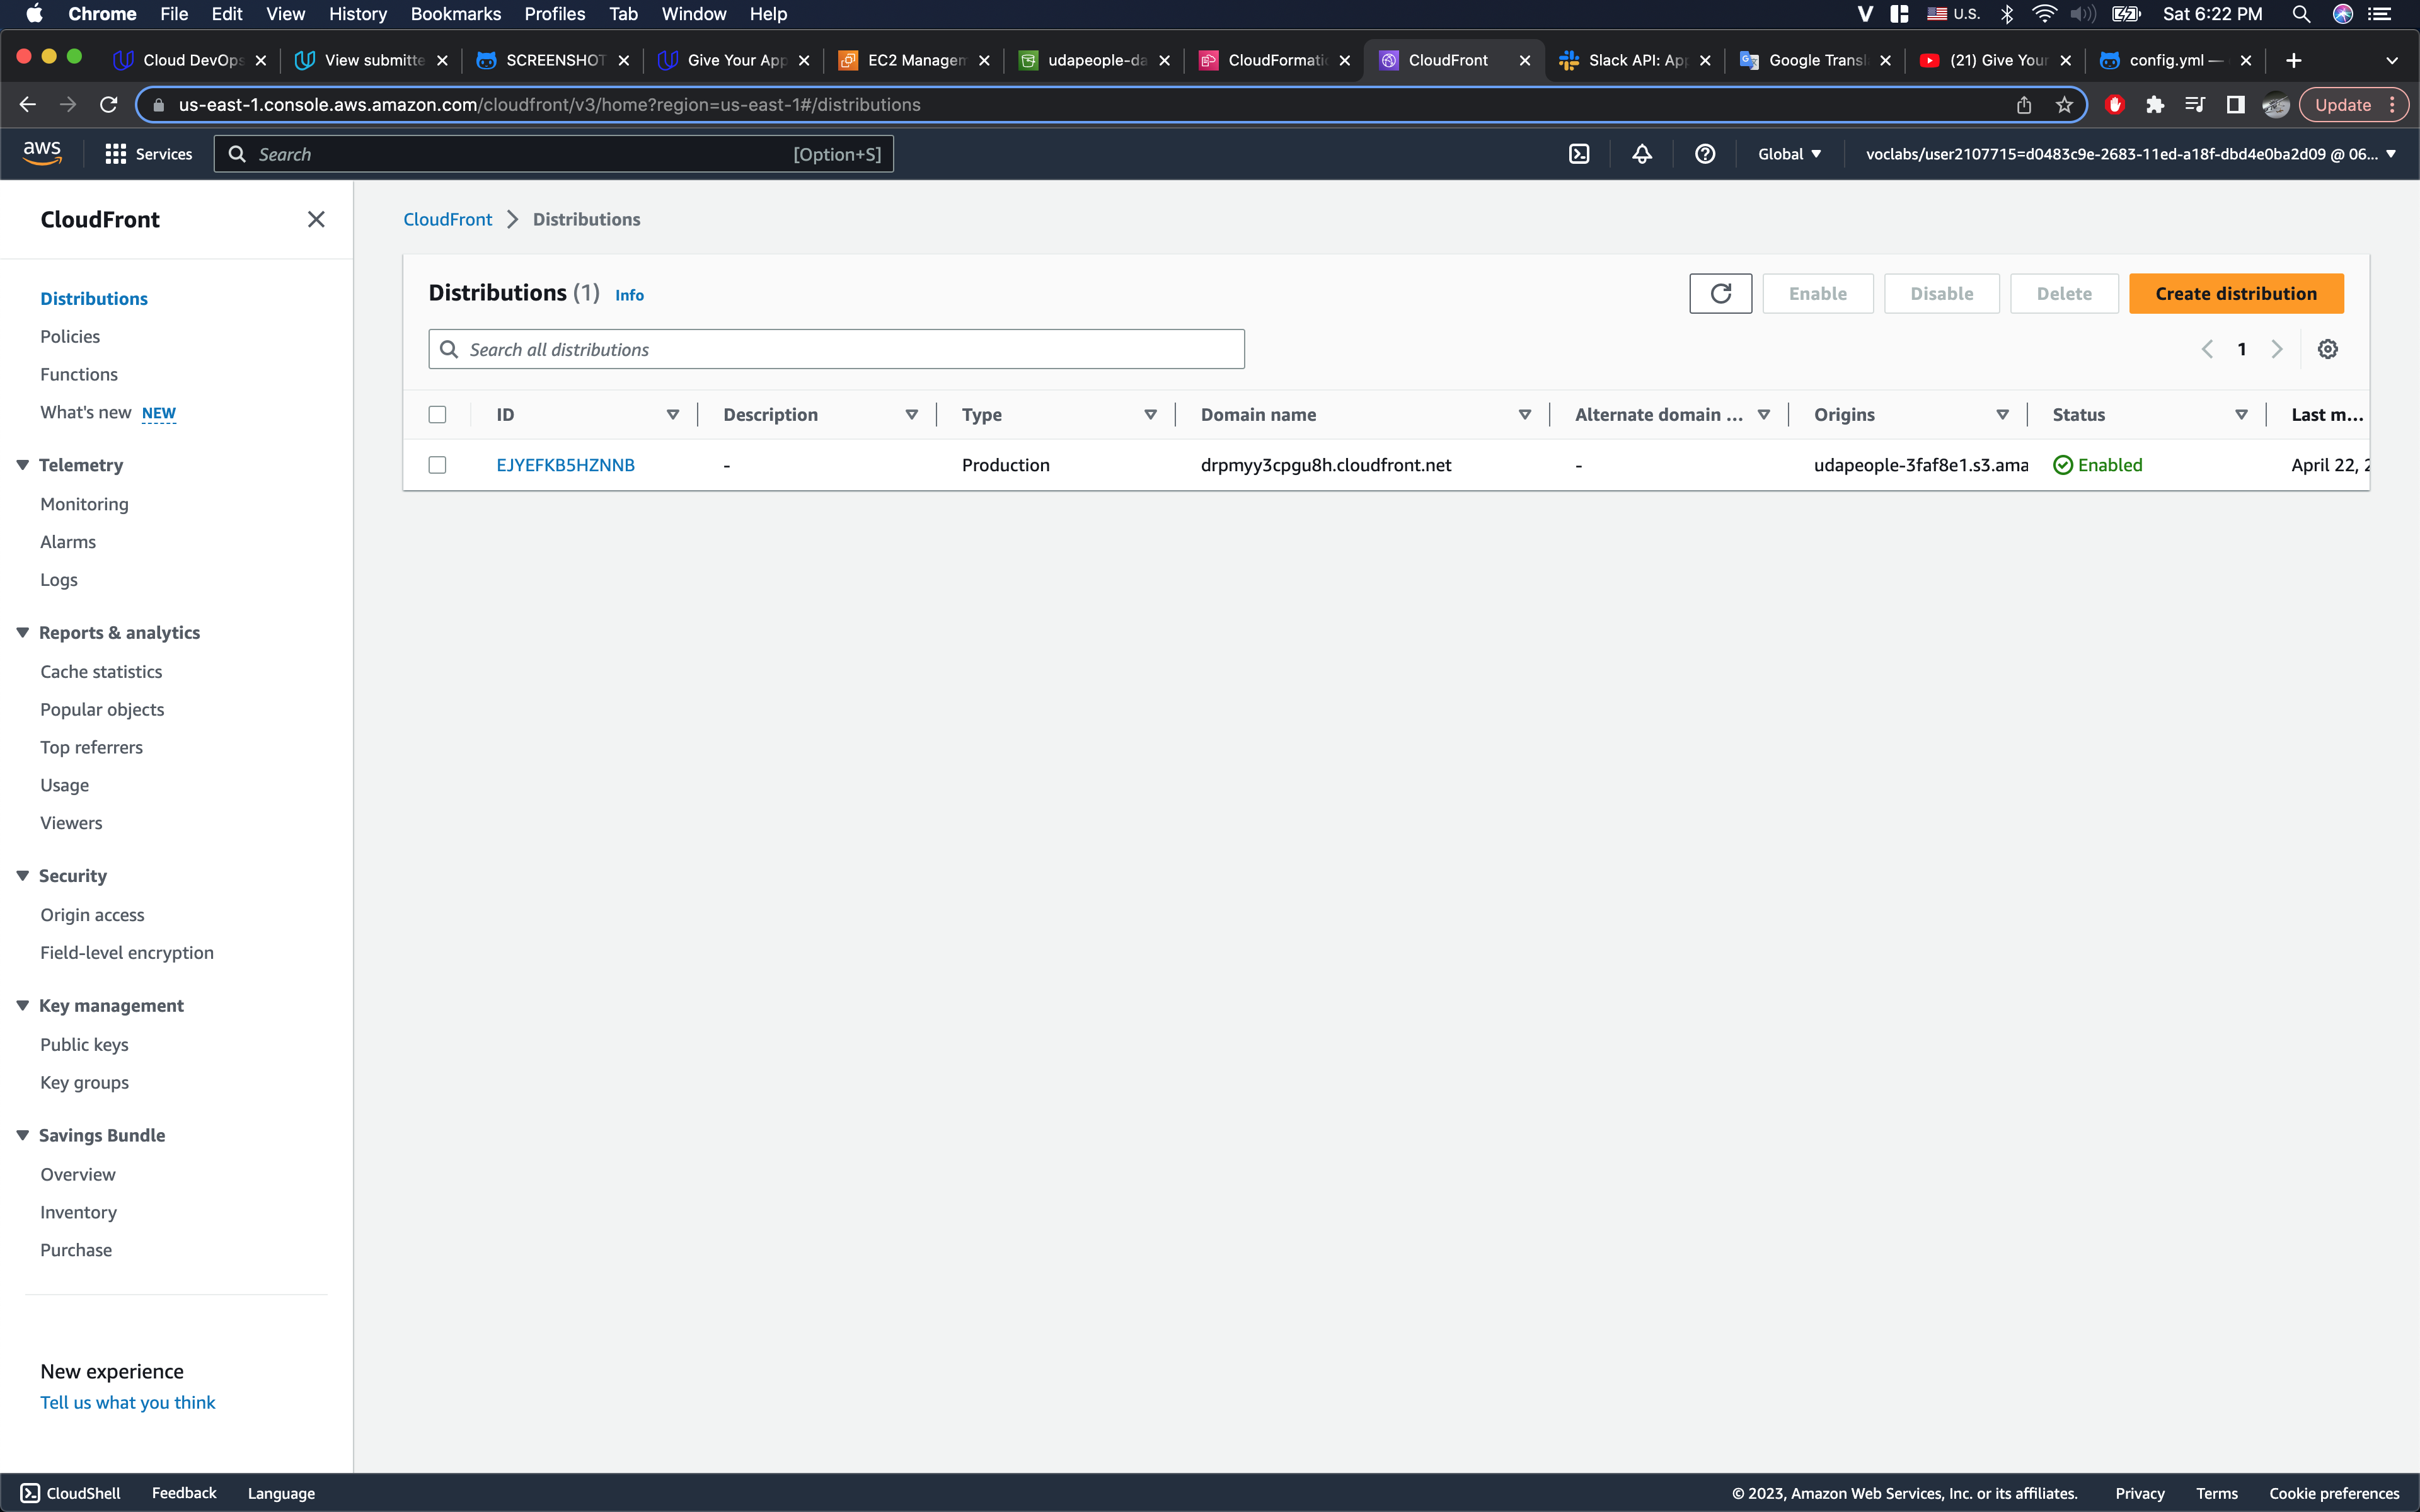 Chrome File Edit View History Bookmarks Profiles Tab Window Help V U.S. Sat 6:22 PM
Cloud DevOps View submitte SCREENSHOT Give Your App EC2 Managem udapeople-da CloudFormati CloudFront Slack API: App Google Transl (21) Give Your config.yml —
us-east-1.console.aws.amazon.com/cloudfront/v3/home?region=us-east-1#/distributions Update
aws Services Search [Option+S] Global voclabs/user2107715=d0483c9e-2683-11ed-a18f-dbd4e0ba2d09 @ 06...
CloudFront
Distributions
Policies
Functions
What's new NEW
Telemetry
Monitoring
Alarms
Logs
Reports & analytics
Cache statistics
Popular objects
Top referrers
Usage
Viewers
Security
Origin access
Field-level encryption
Key management
Public keys
Key groups
Savings Bundle
Overview
Inventory
Purchase
New experience
Tell us what you think
CloudFront Distributions
Distributions (1) Info Enable Disable Delete Create distribution
Search all distributions 1
ID Description Type Domain name Alternate domain ... Origins Status Last m...
EJYEFKB5HZNNB - Production drpmyy3cpgu8h.cloudfront.net - udapeople-3faf8e1.s3.ama Enabled April 22, 2
CloudShell Feedback Language © 2023, Amazon Web Services, Inc. or its affiliates. Privacy Terms Cookie preferences